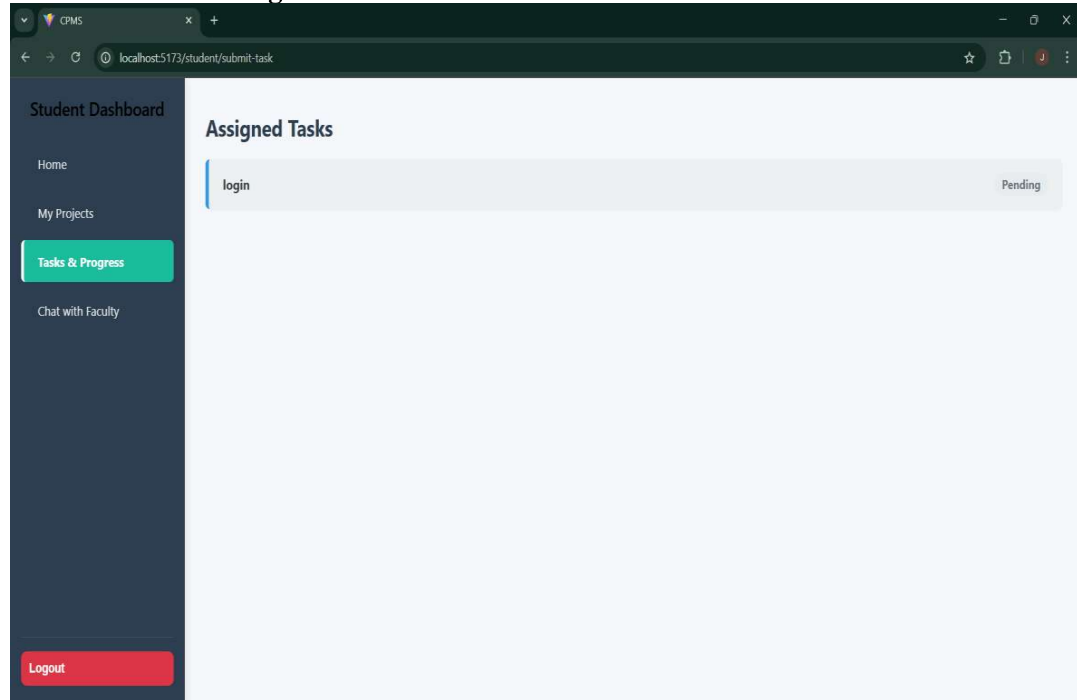 CPMS
localhost:5173/student/submit-task
J
Student Dashboard
Home
My Projects
Tasks & Progress
Chat with Faculty
Logout
Assigned Tasks
login
Pending